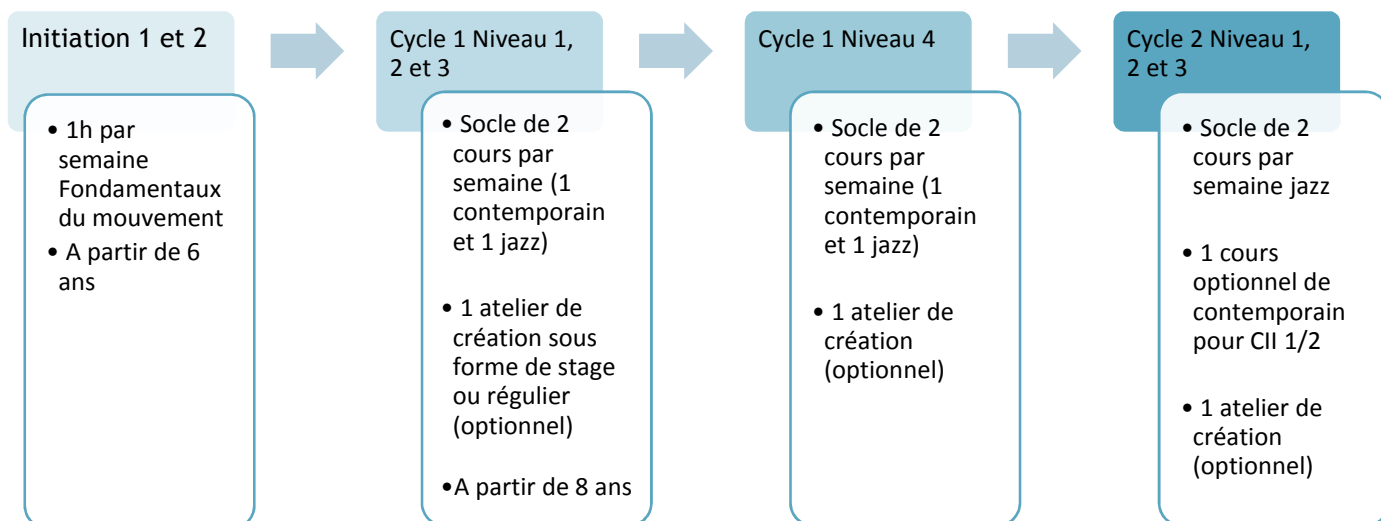 Initiation 1 et 2
• 1h par
semaine
Fondamentaux
du mouvement
• A partir de 6
ans
Cycle 1 Niveau 1,
2 et 3
• Socle de 2
cours par
semaine (1
contemporain
et 1 jazz)
• 1 atelier de
création sous
forme de stage
ou régulier
(optionnel)
•A partir de 8 ans
Cycle 1 Niveau 4
• Socle de 2
cours par
semaine (1
contemporain
et 1 jazz)
• 1 atelier de
création
(optionnel)
Cycle 2 Niveau 1,
2 et 3
• Socle de 2
cours par
semaine jazz
• 1 cours
optionnel de
contemporain
pour CII 1/2
• 1 atelier de
création
(optionnel)